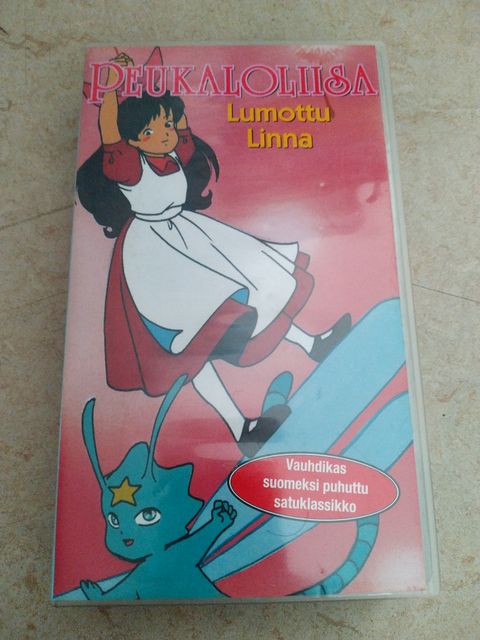 PEUKALOLIISA
Lumottu
Linna
Vauhdikas
suomeksi puhuttu
satuklassikko